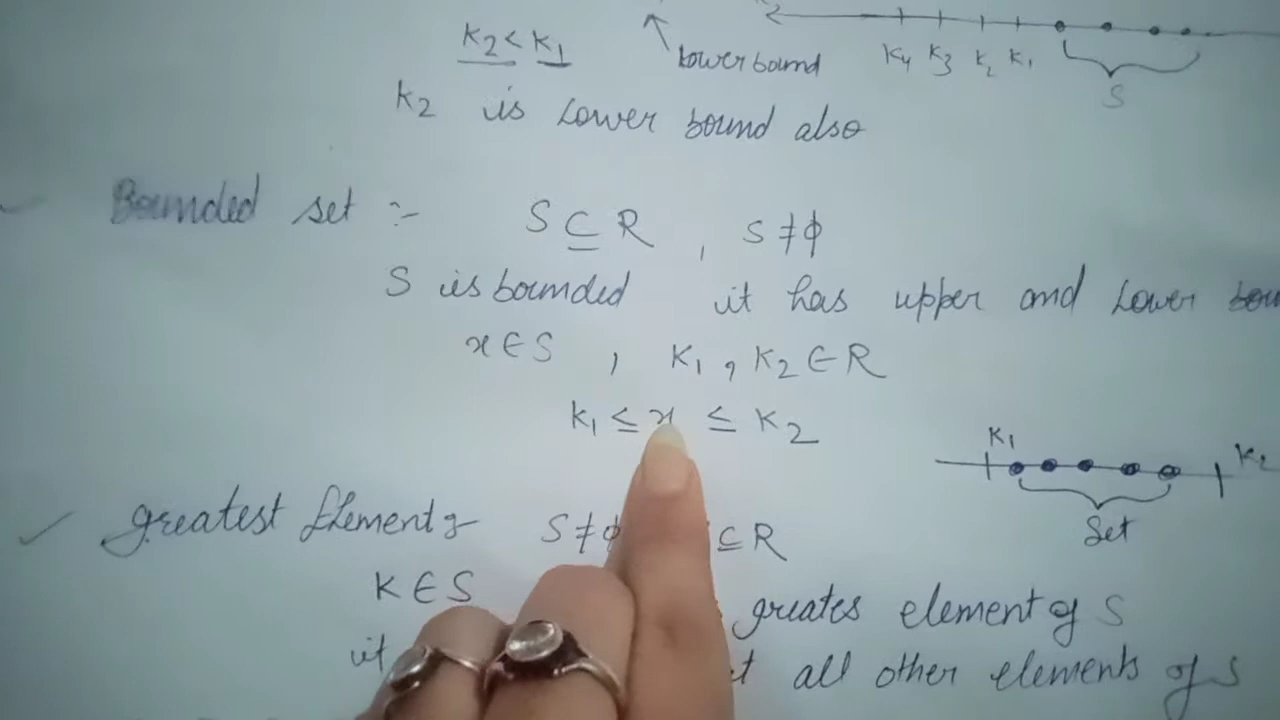 K2 < K1
Lower bound
K4 K3 K2 K1
S
K2 is Lower bound also
Bounded set :- S ⊆ R , S ≠ ϕ
S is bounded it has upper and Lower
x ∈ S , K1 , K2 ∈ R
K1 ≤ x ≤ K2
K1 K2
Set
greatest Element :- S ≠ ϕ ⊆ R
K ∈ S greates element of S
it all other elements of S